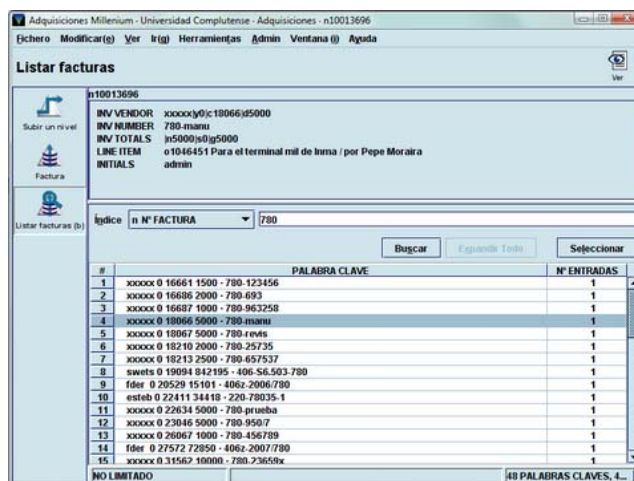 Adquisiciones Millenium - Universidad Complutense - Adquisiciones - n10013696
Fichero Modificar(e) Ver Ir(g) Herramientas Admin Ventana (i) Ayuda
Listar facturas
Ver
n10013696
Subir un nivel
Factura
Listar facturas (b)
INV VENDOR xxxxx|y0|c18066|d5000
INV NUMBER 780-manu
INV TOTALS |n5000|s0|g5000
LINE ITEM o1046451 Para el terminal mil de Inma / por Pepe Moraira
INITIALS admin
Índice n Nº FACTURA 780
Buscar Expandir Todo Seleccionar
# PALABRA CLAVE Nº ENTRADAS
1 xxxxx 0 16661 1500 - 780-123456 1
2 xxxxx 0 16686 2000 - 780-693 1
3 xxxxx 0 16687 1000 - 780-963258 1
4 xxxxx 0 18066 5000 - 780-manu 1
5 xxxxx 0 18067 5000 - 780-revis 1
6 xxxxx 0 18210 2000 - 780-25735 1
7 xxxxx 0 18213 2500 - 780-657537 1
8 swets 0 19094 842195 - 406-S6.503-780 1
9 fder 0 20529 15101 - 406z-2006/780 1
10 esteb 0 22411 34418 - 220-78035-1 1
11 xxxxx 0 22634 5000 - 780-prueba 1
12 xxxxx 0 23046 5000 - 780-950/7 1
13 xxxxx 0 26067 1000 - 780-456789 1
14 fder 0 27572 72850 - 406z-2007/780 1
15 xxxxx 0 31562 10000 - 780-23659x 1
NO LIMITADO 48 PALABRAS CLAVES, 4...